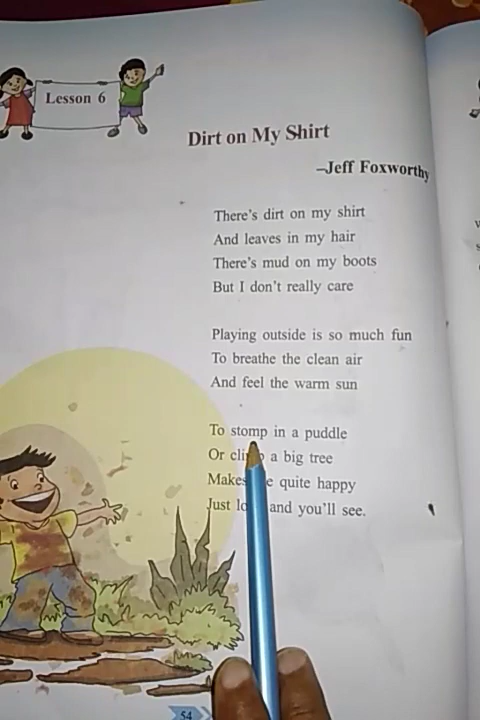 Lesson 6
Dirt on My Shirt
–Jeff Foxworthy
There's dirt on my shirt
And leaves in my hair
There's mud on my boots
But I don't really care
Playing outside is so much fun
To breathe the clean air
And feel the warm sun
To stomp in a puddle
Or a big tree
Makes quite happy
Just and you'll see.
54